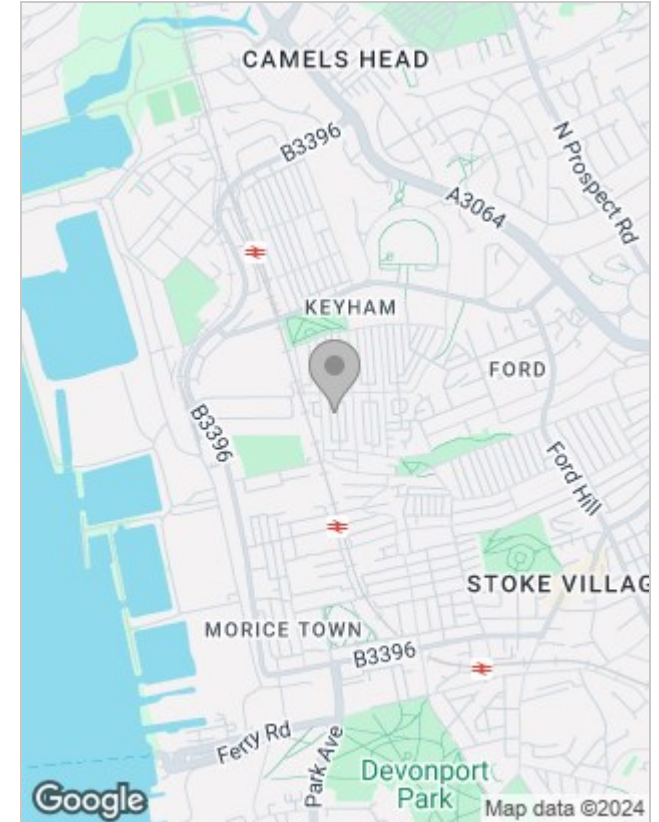 CAMELS HEAD
B3396
N Prospect Rd
A3064
KEYHAM
FORD
B3396
Ford Hill
STOKE VILLAG
MORICE TOWN
B3396
Ferry Rd
Park Ave
Devonport
Park
Google
Map data ©2024